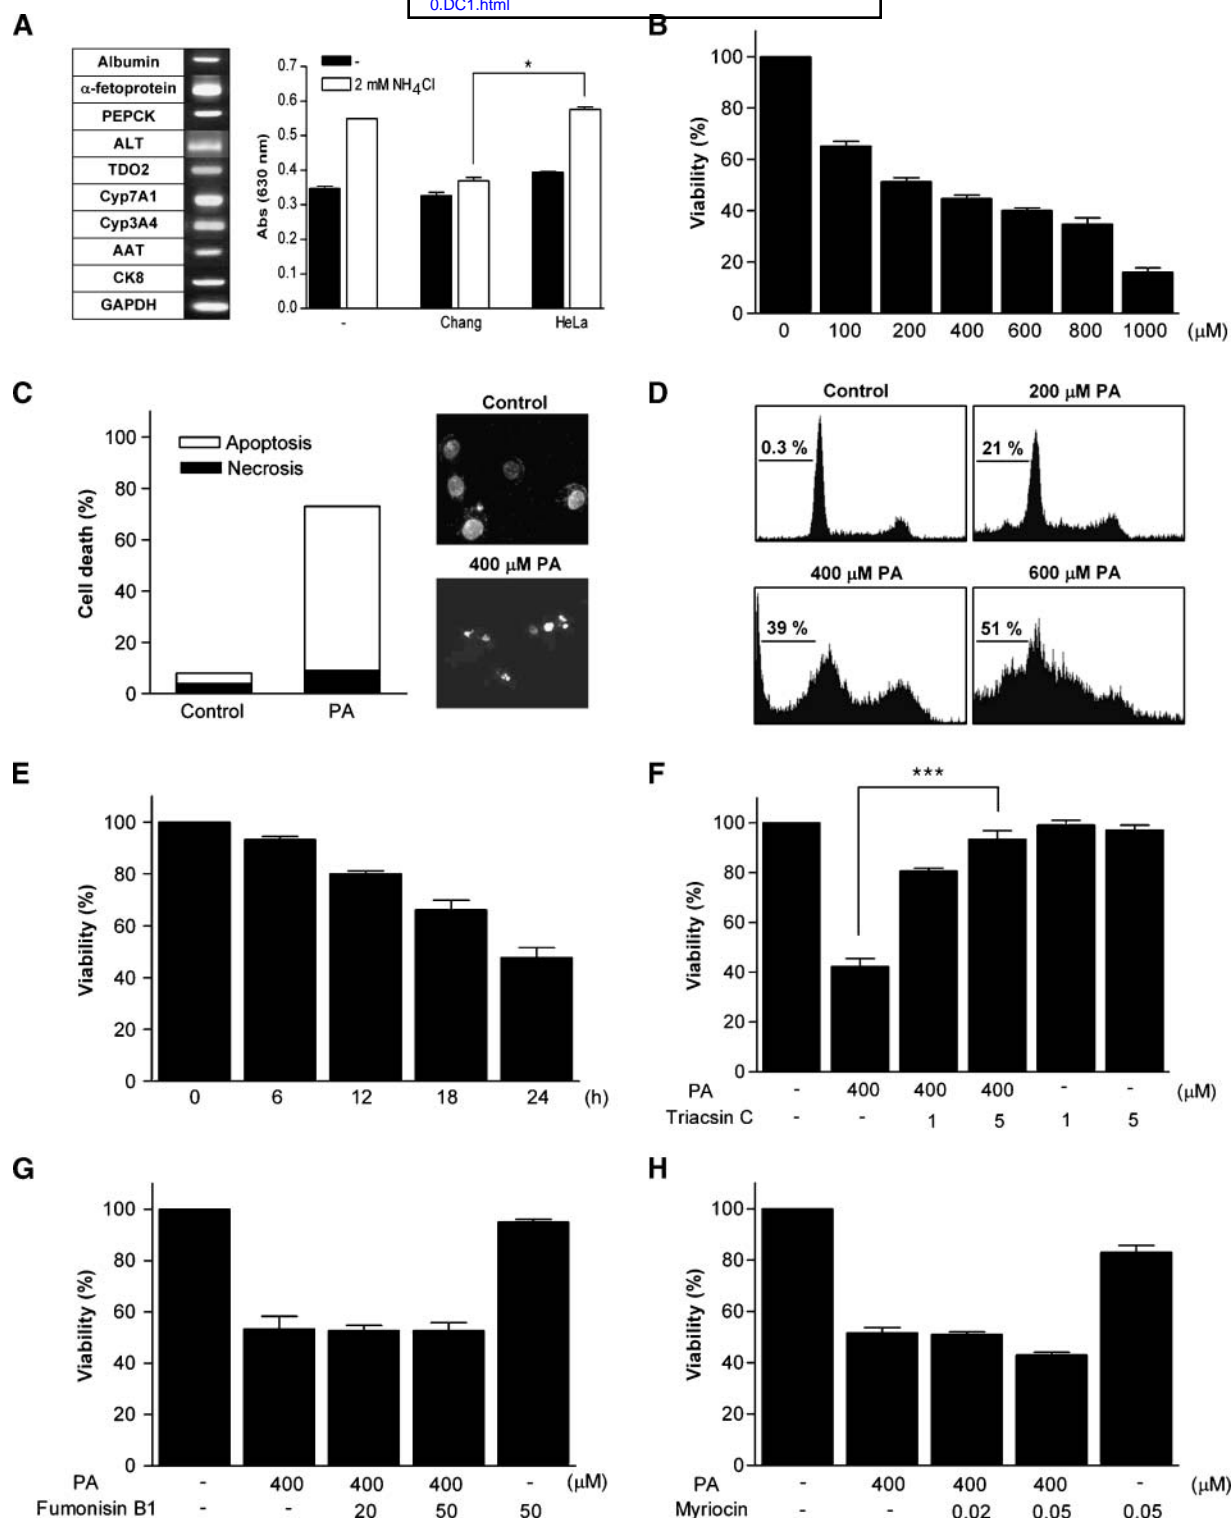 0.DC1.html
A
Albumin
α-fetoprotein
PEPCK
ALT
TDO2
Cyp7A1
Cyp3A4
AAT
CK8
GAPDH
Abs (630 nm)
0.7
0.6
0.5
0.4
0.3
0.2
0.1
0.0
-
2 mM NH4Cl
*
- Chang HeLa
B
Viability (%)
100
80
60
40
20
0
0 100 200 400 600 800 1000 (μM)
C
Cell death (%)
100
80
60
40
20
0
Apoptosis
Necrosis
Control PA
Control
400 μM PA
D
Control 200 μM PA
0.3 % 21 %
400 μM PA 600 μM PA
39 % 51 %
E
Viability (%)
100
80
60
40
20
0
0 6 12 18 24 (h)
F
***
Viability (%)
100
80
60
40
20
0
PA - 400 400 400 - - (μM)
Triacsin C - - 1 5 1 5
G
Viability (%)
100
80
60
40
20
0
PA - 400 400 400 - (μM)
Fumonisin B1 - - 20 50 50
H
Viability (%)
100
80
60
40
20
0
PA - 400 400 400 - (μM)
Myriocin - - 0.02 0.05 0.05